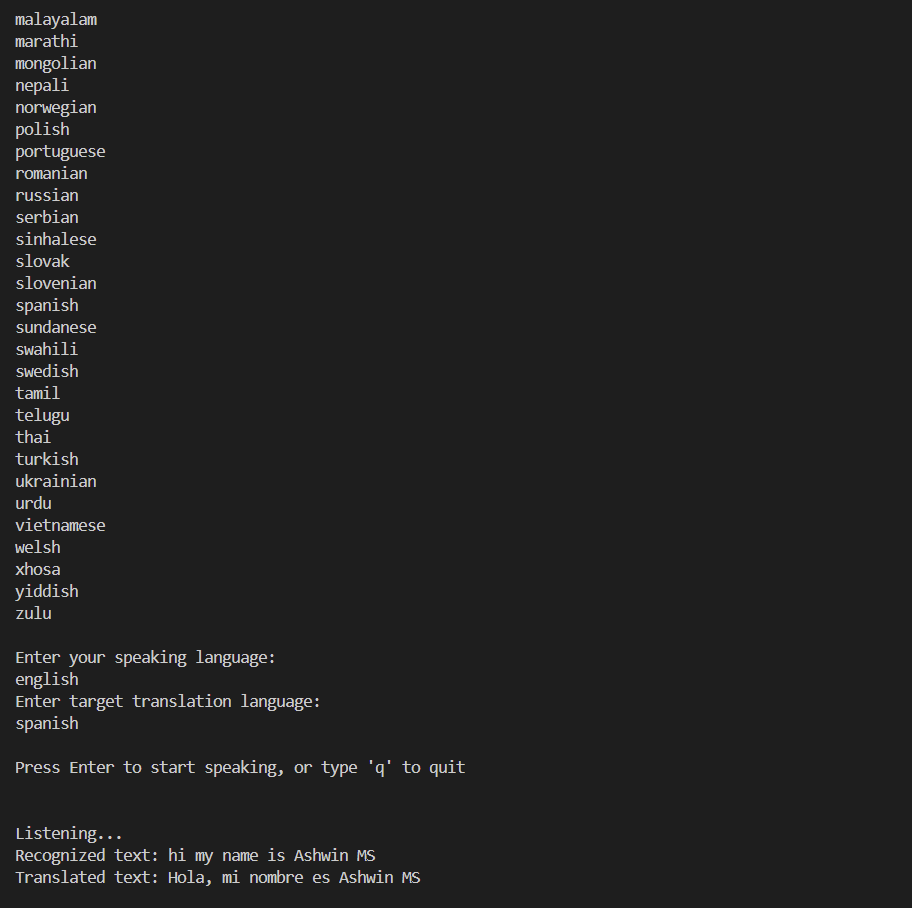 malayalam
marathi
mongolian
nepali
norwegian
polish
portuguese
romanian
russian
serbian
sinhalese
slovak
slovenian
spanish
sundanese
swahili
swedish
tamil
telugu
thai
turkish
ukrainian
urdu
vietnamese
welsh
xhosa
yiddish
zulu
Enter your speaking language:
english
Enter target translation language:
spanish
Press Enter to start speaking, or type 'q' to quit
Listening...
Recognized text: hi my name is Ashwin MS
Translated text: Hola, mi nombre es Ashwin MS